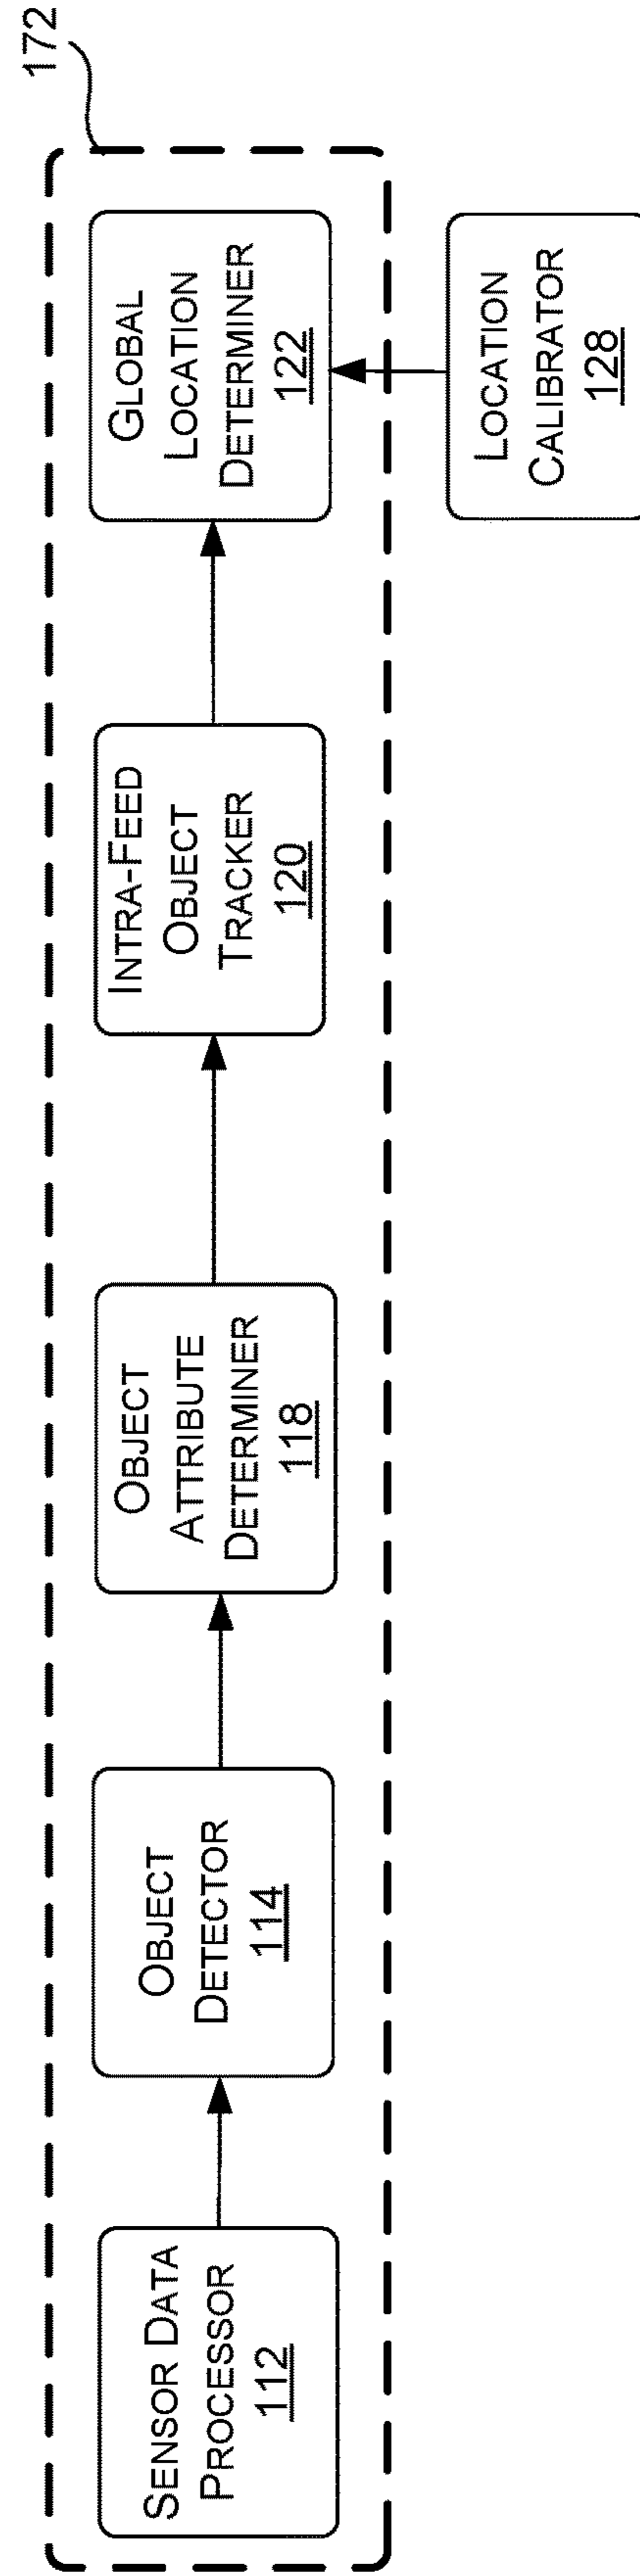 172
SENSOR DATA
PROCESSOR
112
OBJECT
DETECTOR
114
OBJECT
ATTRIBUTE
DETERMINER
118
INTRA-FEED
OBJECT
TRACKER
120
GLOBAL
LOCATION
DETERMINER
122
LOCATION
CALIBRATOR
128